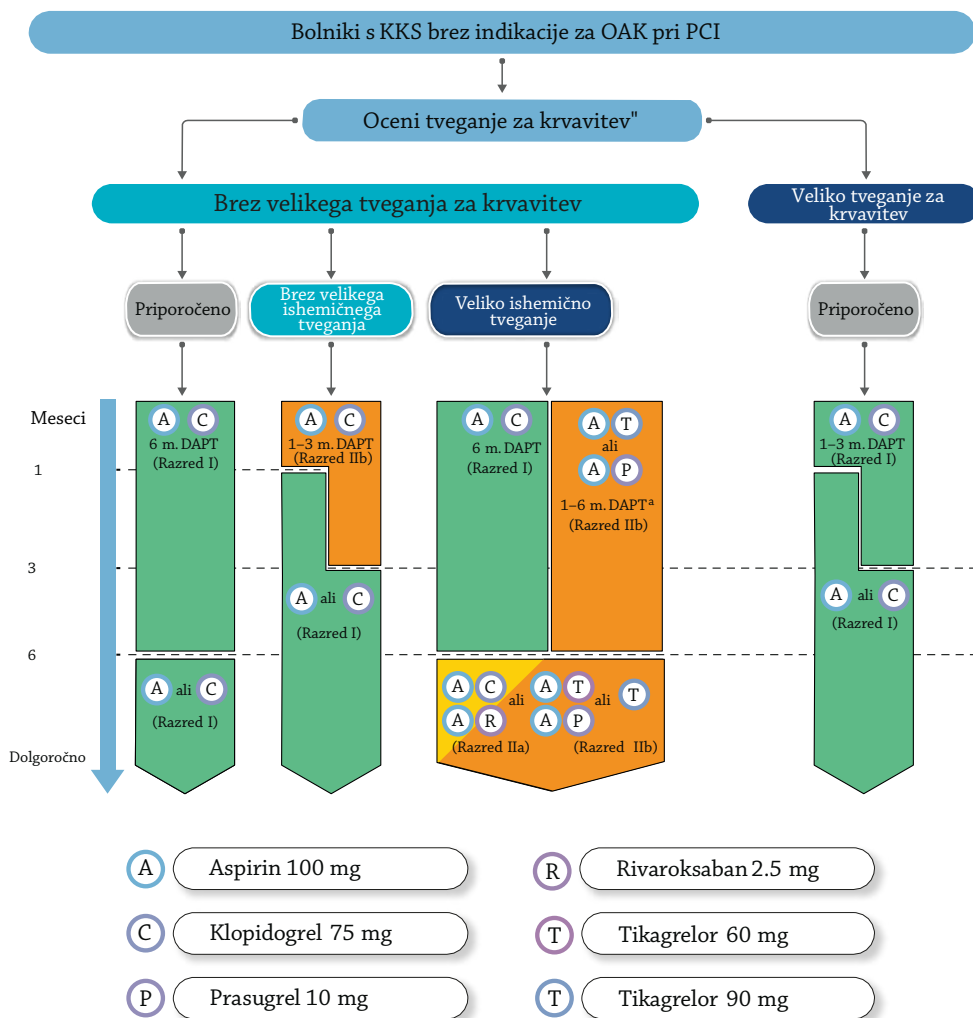 Bolniki s KKS brez indikacije za OAK pri PCI
Oceni tveganje za krvavitev"
Brez velikega tveganja za krvavitev
Veliko tveganje za
krvavitev
Priporočeno
Brez velikega
ishemičnega
tveganja
Veliko ishemično
tveganje
Priporočeno
Meseci
1
3
6
Dolgoročno
A C
6 m. DAPT
(Razred I)
A ali C
(Razred I)
A C
1–3 m. DAPT
(Razred IIb)
A ali C
(Razred I)
A C
6 m. DAPT
(Razred I)
A T
ali
A P
1–6 m. DAPTa
(Razred IIb)
A C ali A T ali T
A R A P
(Razred IIa) (Razred IIb)
A C
1–3 m. DAPT
(Razred I)
A ali C
(Razred I)
A Aspirin 100 mg
R Rivaroksaban 2.5 mg
C Klopidogrel 75 mg
T Tikagrelor 60 mg
P Prasugrel 10 mg
T Tikagrelor 90 mg